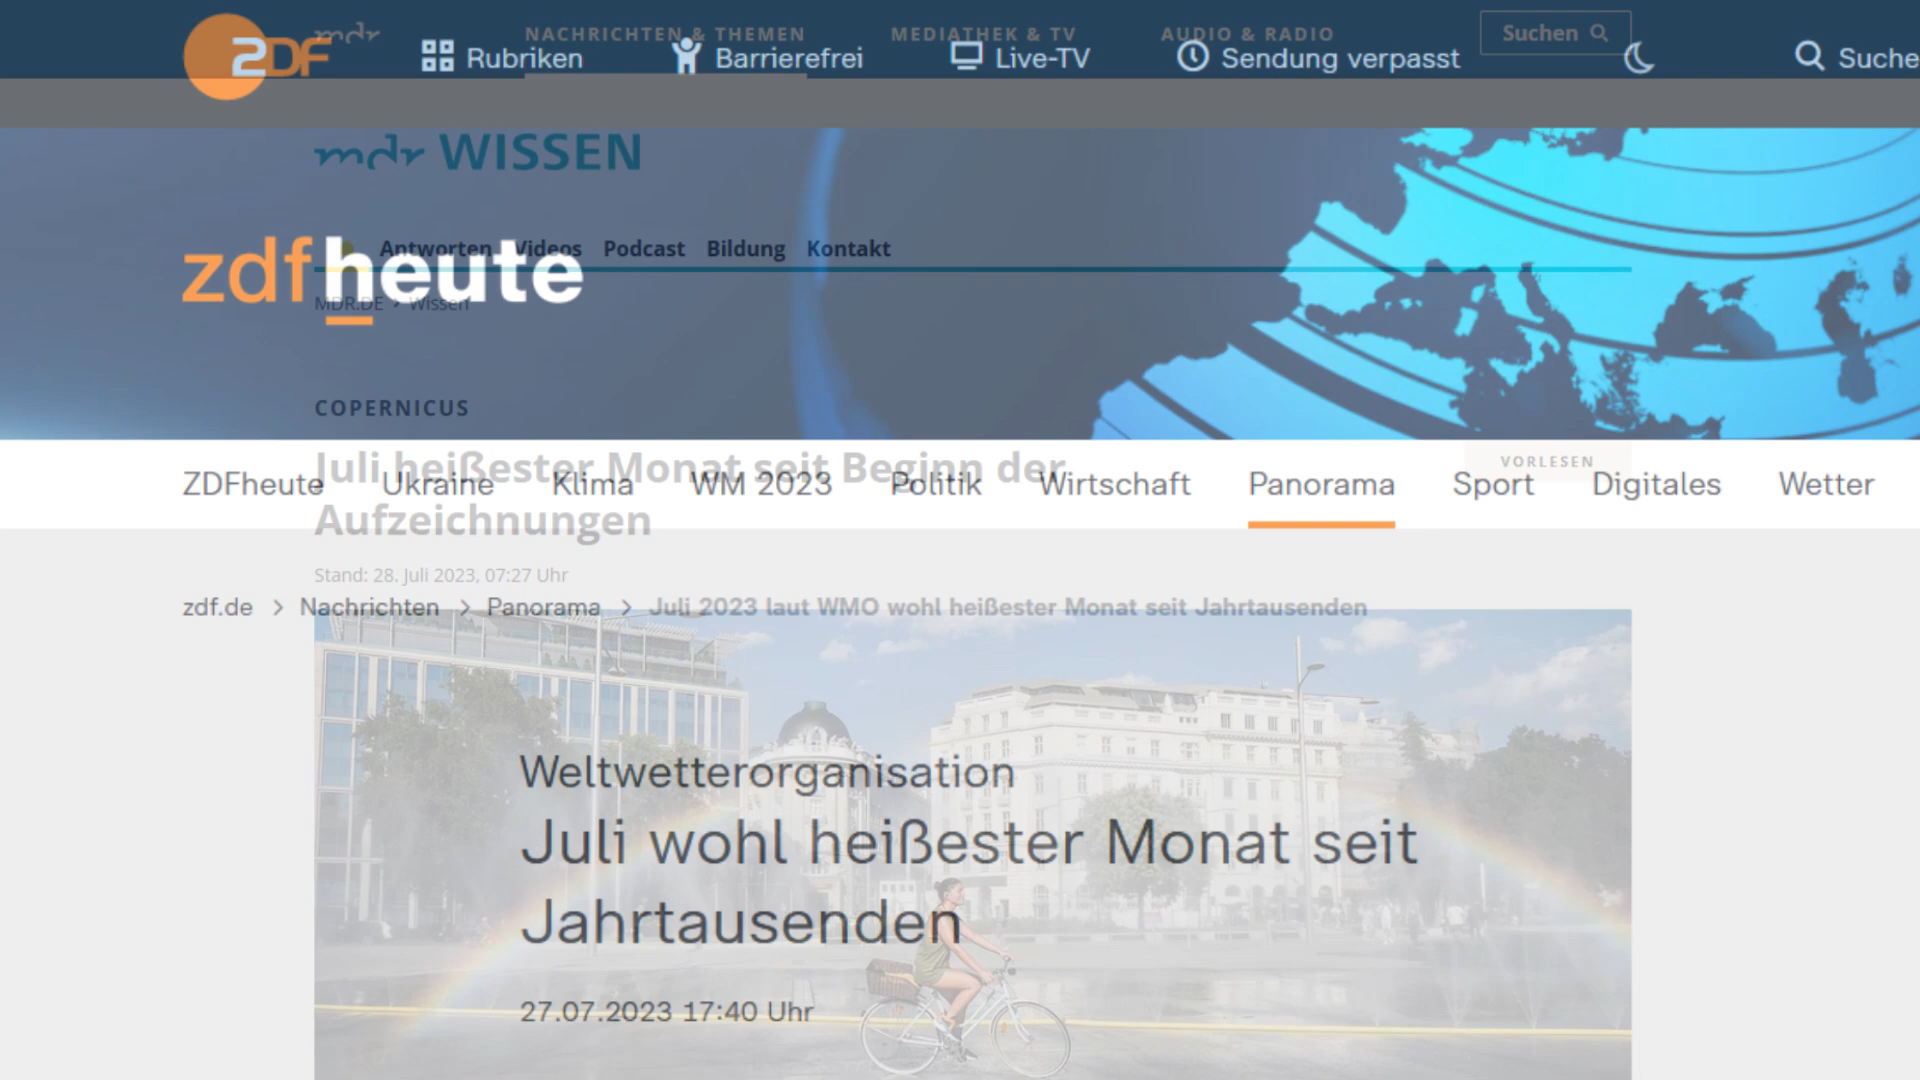 mdr
NACHRICHTEN & THEMEN
MEDIATHEK & TV
AUDIO & RADIO
Suchen
ZDF
Rubriken
Barrierefrei
Live-TV
Sendung verpasst
Suche
mdr WISSEN
Antworten Videos Podcast Bildung Kontakt
zdfheute
MDR.DE > Wissen
COPERNICUS
VORLESEN
Juli heißester Monat seit Beginn der
Aufzeichnungen
ZDFheute Ukraine Klima WM 2023 Politik Wirtschaft Panorama Sport Digitales Wetter
Stand: 28. Juli 2023, 07:27 Uhr
zdf.de > Nachrichten > Panorama > Juli 2023 laut WMO wohl heißester Monat seit Jahrtausenden
Weltwetterorganisation
Juli wohl heißester Monat seit
Jahrtausenden
27.07.2023 17:40 Uhr